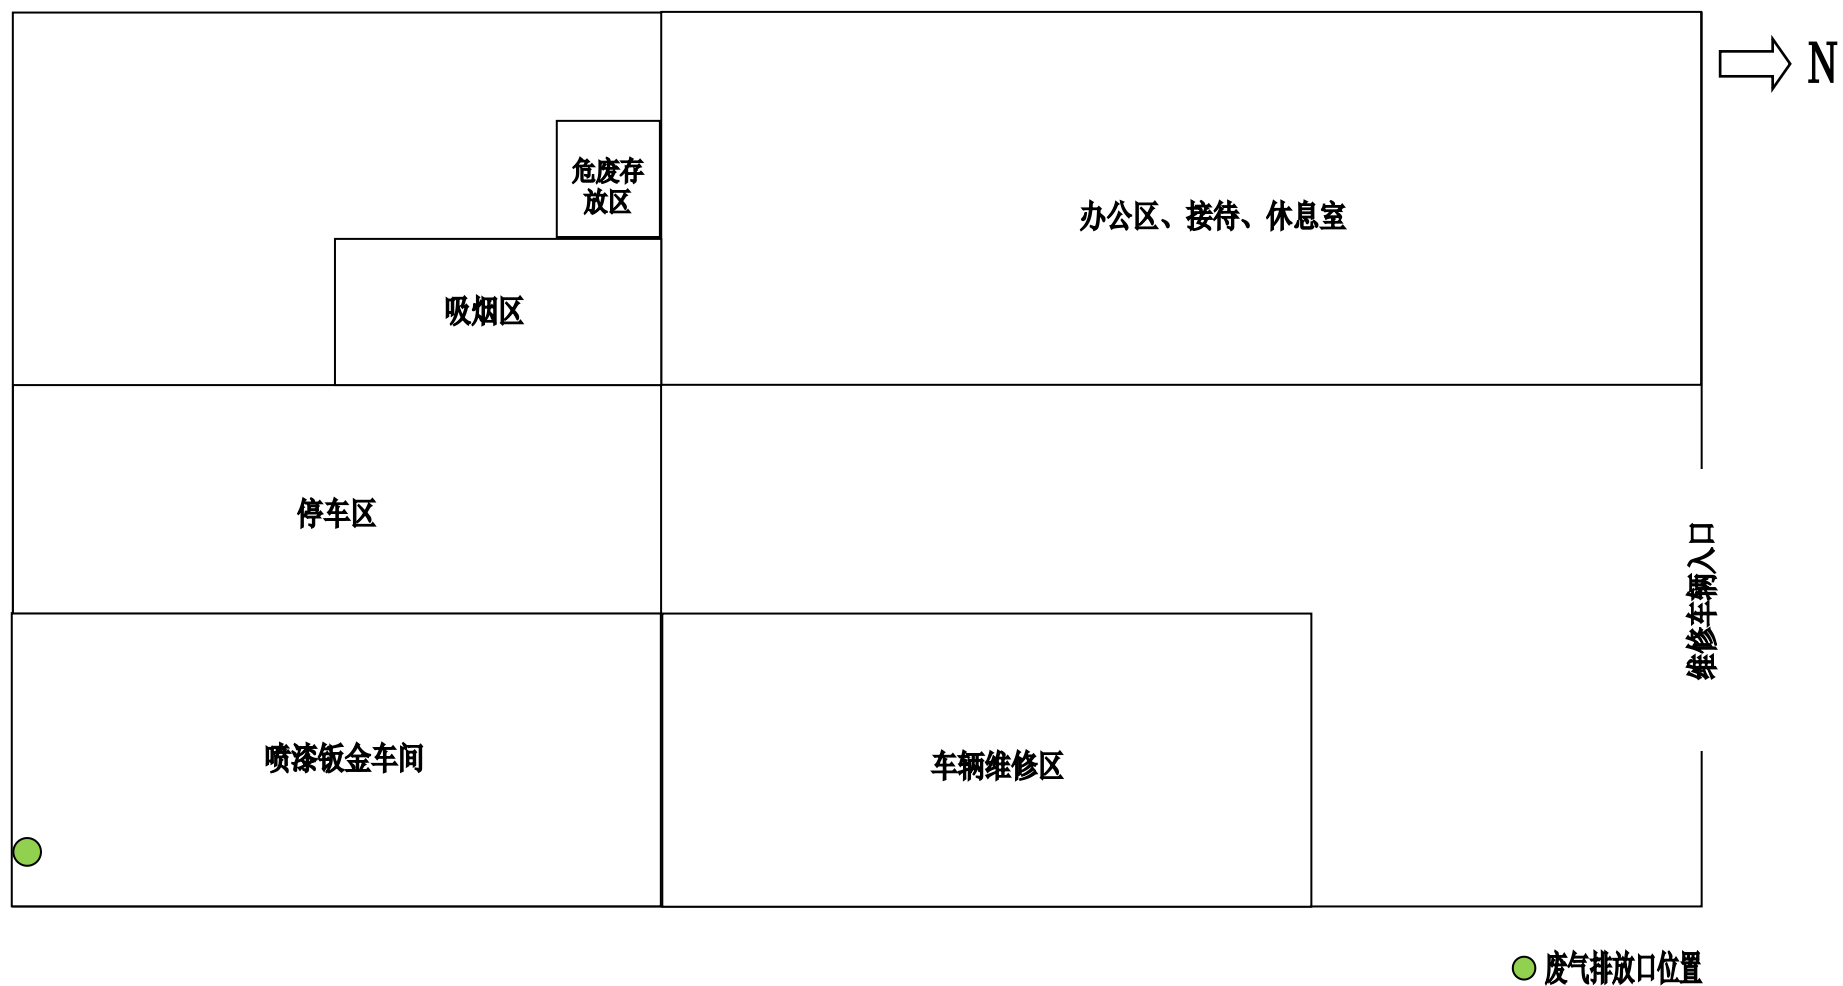 N
危废存
放区
办公区、接待、休息室
吸烟区
停车区
维修车辆入口
喷漆钣金车间
车辆维修区
废气排放口位置